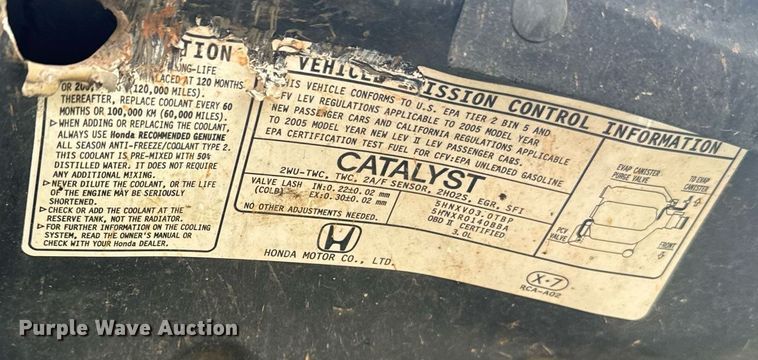 TION
LONG-LIFE
PLACED AT 120 MONTHS
OR 200, (120,000 MILES).
THEREAFTER, REPLACE COOLANT EVERY 60
MONTHS OR 100,000 KM (60,000 MILES).
▷WHEN ADDING OR REPLACING THE COOLANT,
ALWAYS USE Honda RECOMMENDED GENUINE
ALL SEASON ANTI-FREEZE/COOLANT TYPE 2.
THIS COOLANT IS PRE-MIXED WITH 50%
DISTILLED WATER. IT DOES NOT REQUIRE
ANY ADDITIONAL MIXING.
▷NEVER DILUTE THE COOLANT, OR THE LIFE
OF THE ENGINE MAY BE SERIOUSLY
SHORTENED.
▷CHECK OR ADD THE COOLANT AT THE
RESERVE TANK, NOT THE RADIATOR.
▷FOR FURTHER INFORMATION ON THE COOLING
SYSTEM, READ THE OWNER'S MANUAL OR
CHECK WITH YOUR Honda DEALER.
VEHICLE EMISSION CONTROL INFORMATION
THIS VEHICLE CONFORMS TO U.S. EPA TIER 2 BIN 5 AND
CFV LEV REGULATIONS APPLICABLE TO 2005 MODEL YEAR
NEW PASSENGER CARS AND CALIFORNIA REGULATIONS APPLICABLE
TO 2005 MODEL YEAR NEW LEV II LEV PASSENGER CARS.
EPA CERTIFICATION TEST FUEL FOR CFV:EPA UNLEADED GASOLINE
CATALYST
2WU-TWC, TWC, 2A/F SENSOR, 2HO2S, EGR, SFI
VALVE LASH IN:0.22±0.02 mm
(COLD) EX:0.30±0.02 mm
NO OTHER ADJUSTMENTS NEEDED.
5HNXV03.0TBP
5HNXR0140BBA
OBD II CERTIFIED
3.0L
HONDA MOTOR CO., LTD.
EVAP CANISTER
PURGE VALVE
TO EVAP
CANISTER
PCV
VALVE
FRONT
X-7
RCA-A02
Purple Wave Auction